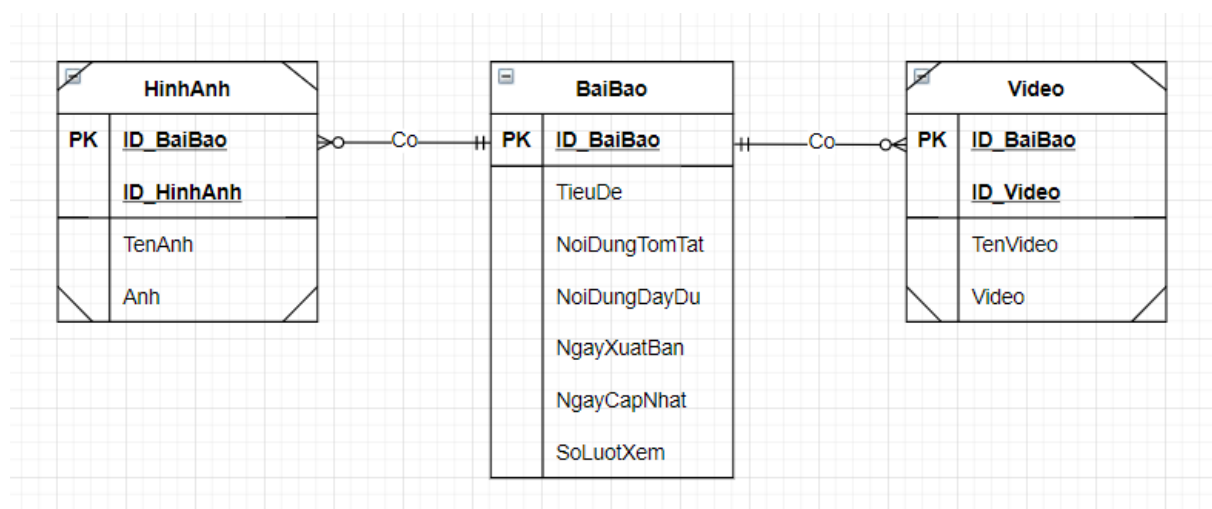 HinhAnh
PK ID_BaiBao
ID_HinhAnh
TenAnh
Anh
Co
BaiBao
PK ID_BaiBao
TieuDe
NoiDungTomTat
NoiDungDayDu
NgayXuatBan
NgayCapNhat
SoLuotXem
Co
Video
PK ID_BaiBao
ID_Video
TenVideo
Video